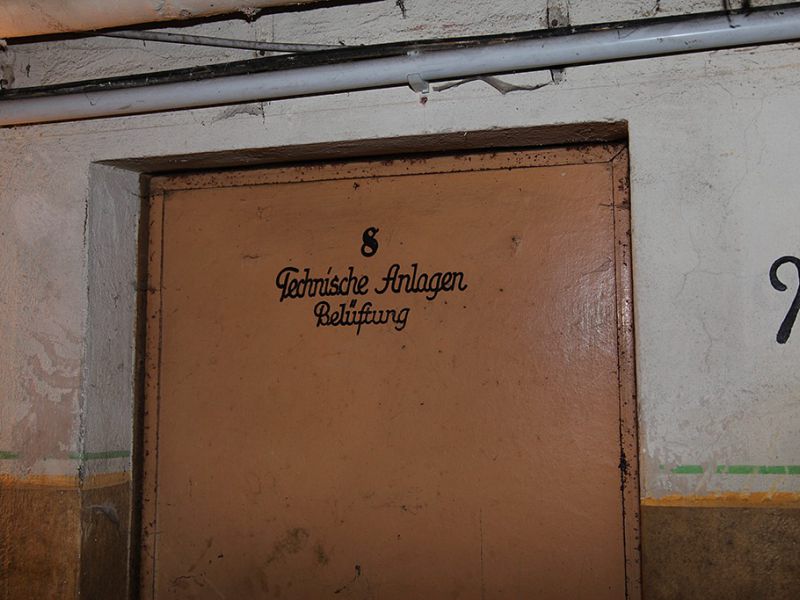 8
Technische Anlagen
Belüftung